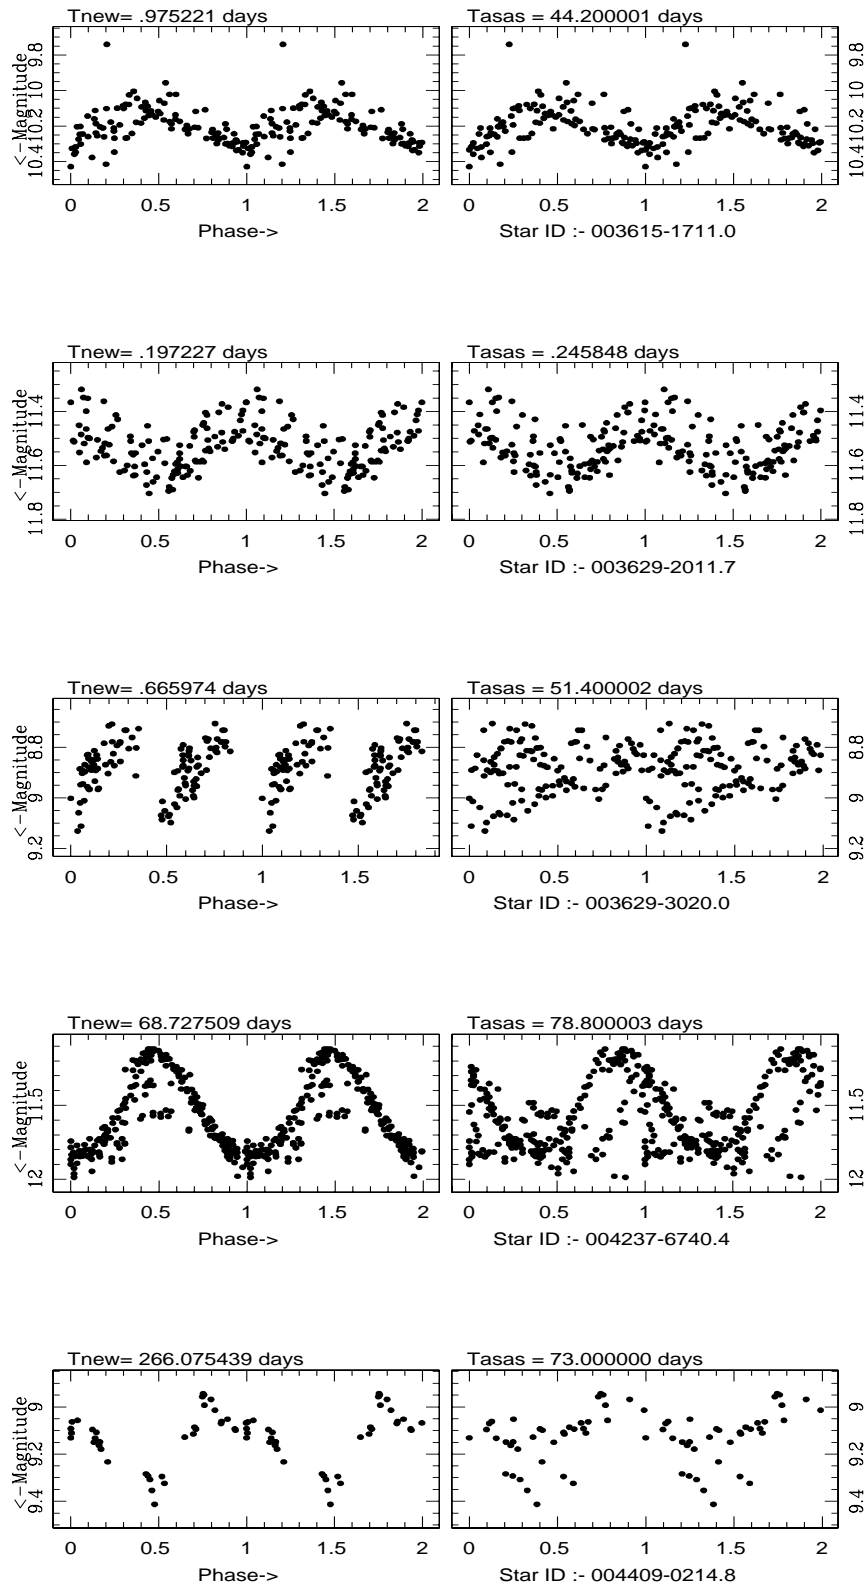 Tnew= .975221 days
Tasas = 44.200001 days
<-Magnitude
10.4 10.2 10 9.8
10.4 10.2 10 9.8
0 0.5 1 1.5 2
0 0.5 1 1.5 2
Phase->
Star ID :- 003615-1711.0
Tnew= .197227 days
Tasas = .245848 days
<-Magnitude
11.8 11.6 11.4
11.8 11.6 11.4
0 0.5 1 1.5 2
0 0.5 1 1.5 2
Phase->
Star ID :- 003629-2011.7
Tnew= .665974 days
Tasas = 51.400002 days
<-Magnitude
9.2 9 8.8
9.2 9 8.8
0 0.5 1 1.5
0 0.5 1 1.5 2
Phase->
Star ID :- 003629-3020.0
Tnew= 68.727509 days
Tasas = 78.800003 days
<-Magnitude
12 11.5
12 11.5
0 0.5 1 1.5 2
0 0.5 1 1.5 2
Phase->
Star ID :- 004237-6740.4
Tnew= 266.075439 days
Tasas = 73.000000 days
<-Magnitude
9.4 9.2 9
9.4 9.2 9
0 0.5 1 1.5 2
0 0.5 1 1.5 2
Phase->
Star ID :- 004409-0214.8